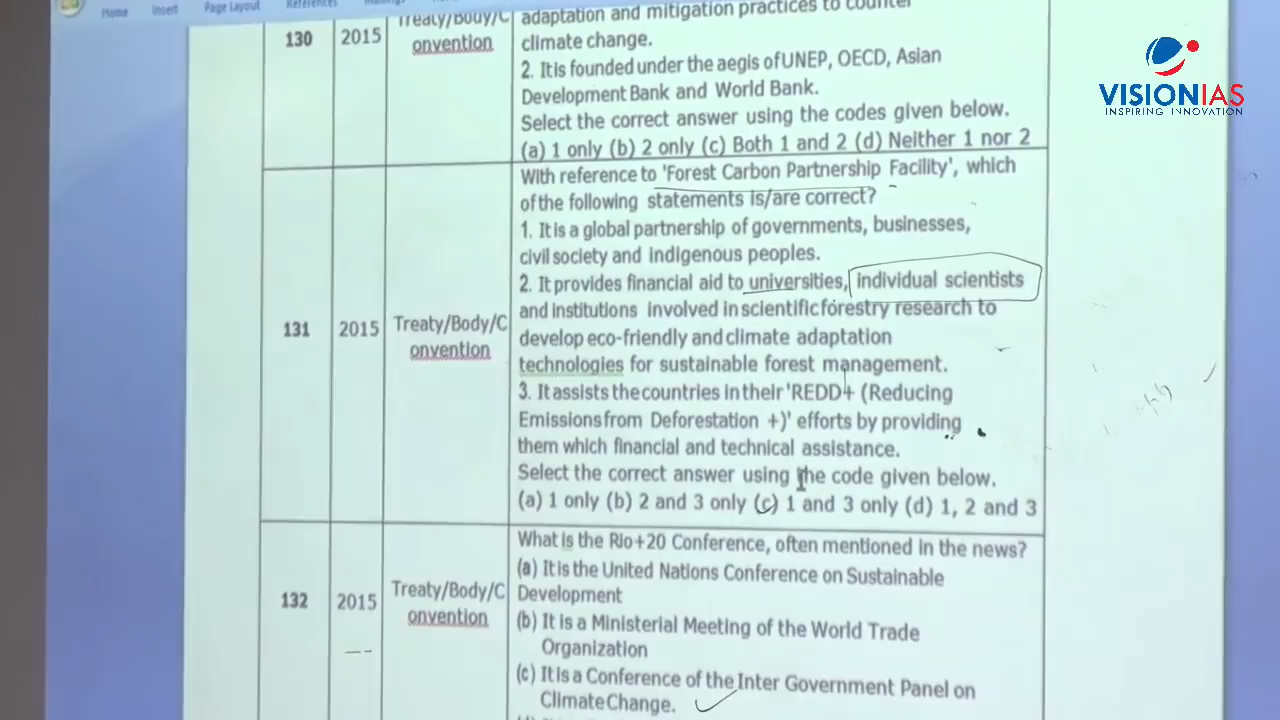 Home Insert Page Layout References
Treaty/Body/C
130 2015 onvention
adaptation and mitigation practices to counter
climate change.
2. It is founded under the aegis of UNEP, OECD, Asian
Development Bank and World Bank.
Select the correct answer using the codes given below.
(a) 1 only (b) 2 only (c) Both 1 and 2 (d) Neither 1 nor 2
131 2015 Treaty/Body/C
onvention
With reference to 'Forest Carbon Partnership Facility', which
of the following statements is/are correct?
1. It is a global partnership of governments, businesses,
civil society and indigenous peoples.
2. It provides financial aid to universities, individual scientists
and institutions involved in scientific forestry research to
develop eco-friendly and climate adaptation
technologies for sustainable forest management.
3. It assists the countries in their 'REDD+ (Reducing
Emissions from Deforestation +)' efforts by providing
them which financial and technical assistance.
Select the correct answer using the code given below.
(a) 1 only (b) 2 and 3 only (c) 1 and 3 only (d) 1, 2 and 3
132 2015 Treaty/Body/C
onvention
What is the Rio+20 Conference, often mentioned in the news?
(a) It is the United Nations Conference on Sustainable
Development
(b) It is a Ministerial Meeting of the World Trade
Organization
(c) It is a Conference of the Inter Government Panel on
Climate Change.
VISIONIAS
INSPIRING INNOVATION